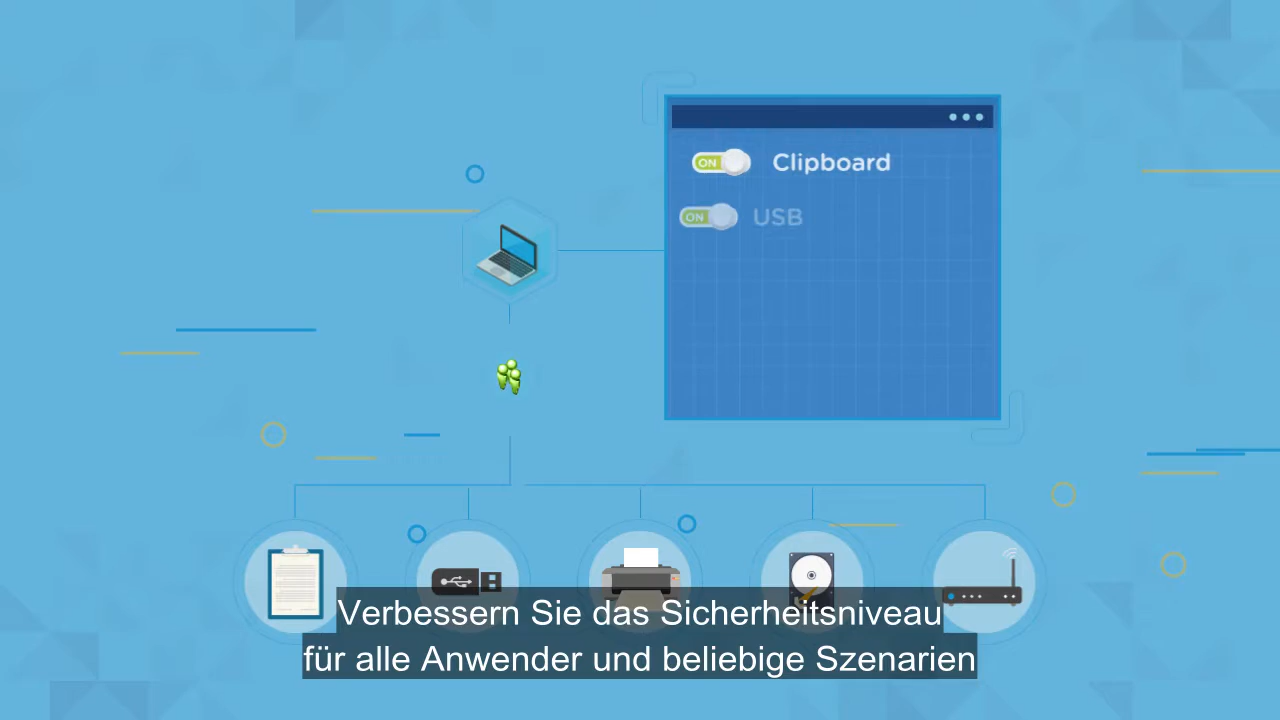 ON Clipboard
ON USB
Verbessern Sie das Sicherheitsniveau
für alle Anwender und beliebige Szenarien